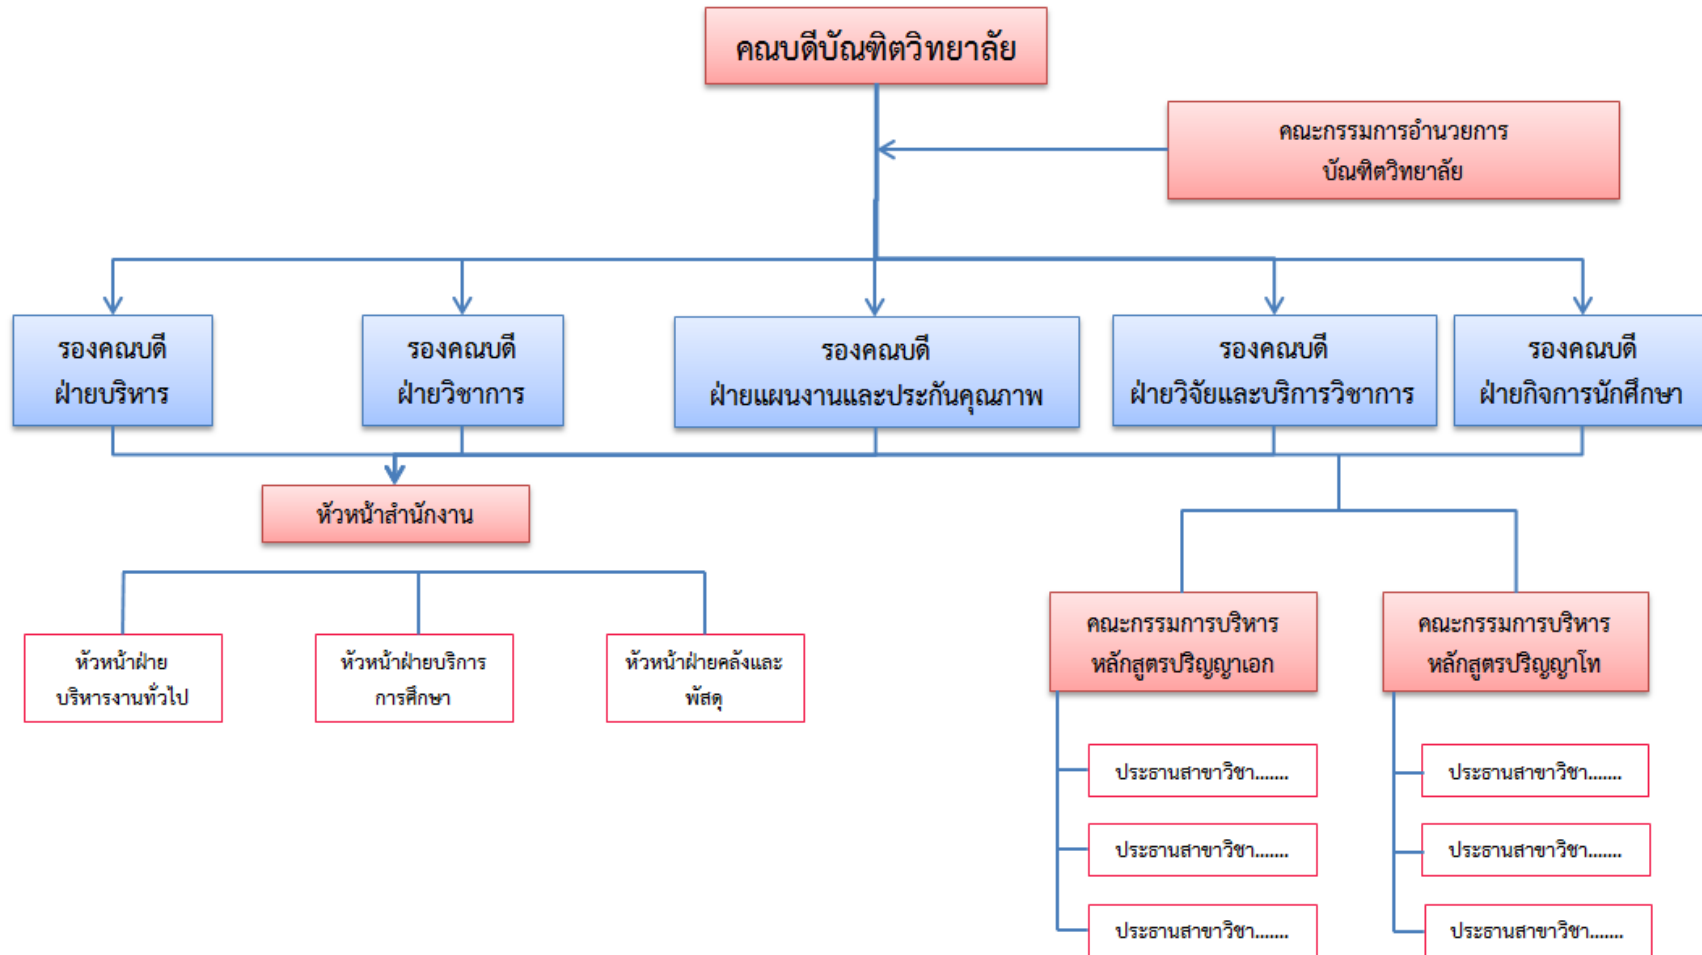 คณบดีบัณฑิตวิทยาลัย
คณะกรรมการอำนวยการ
บัณฑิตวิทยาลัย
รองคณบดี
ฝ่ายบริหาร
รองคณบดี
ฝ่ายวิชาการ
รองคณบดี
ฝ่ายแผนงานและประกันคุณภาพ
รองคณบดี
ฝ่ายวิจัยและบริการวิชาการ
รองคณบดี
ฝ่ายกิจการนักศึกษา
หัวหน้าสำนักงาน
หัวหน้าฝ่าย
บริหารงานทั่วไป
หัวหน้าฝ่ายบริการ
การศึกษา
หัวหน้าฝ่ายคลังและ
พัสดุ
คณะกรรมการบริหาร
หลักสูตรปริญญาเอก
ประธานสาขาวิชา.......
ประธานสาขาวิชา.......
ประธานสาขาวิชา.......
คณะกรรมการบริหาร
หลักสูตรปริญญาโท
ประธานสาขาวิชา.......
ประธานสาขาวิชา.......
ประธานสาขาวิชา.......